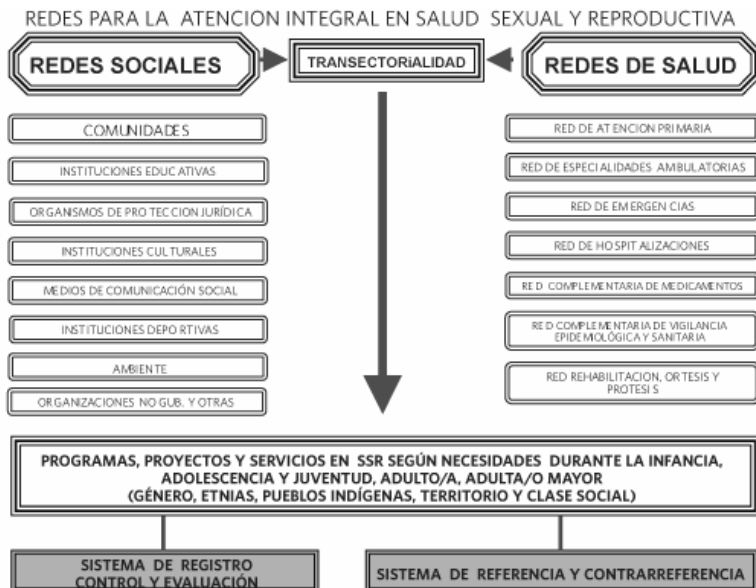 REDES PARA LA ATENCION INTEGRAL EN SALUD SEXUAL Y REPRODUCTIVA
REDES SOCIALES
TRANSECTORiALIDAD
REDES DE SALUD
COMUNIDADES
INSTITUCIONES EDUCATIVAS
ORGANISMOS DE PROTECCION JURÍDICA
INSTITUCIONES CULTURALES
MEDIOS DE COMUNICACIÓN SOCIAL
INSTITUCIONES DEPORTIVAS
AMBIENTE
ORGANIZACIONES NO GUB. Y OTRAS
RED DE ATENCION PRIMARIA
RED DE ESPECIALIDADES AMBULATORIAS
RED DE EMERGENCIAS
RED DE HOSPITALIZACIONES
RED COMPLEMENTARIA DE MEDICAMENTOS
RED COMPLEMENTARIA DE VIGILANCIA
EPIDEMIOLÓGICA Y SANITARIA
RED REHABILITACION, ORTESIS Y
PROTESIS
PROGRAMAS, PROYECTOS Y SERVICIOS EN SSR SEGÚN NECESIDADES DURANTE LA INFANCIA,
ADOLESCENCIA Y JUVENTUD, ADULTO/A, ADULTA/O MAYOR
(GÉNERO, ETNIAS, PUEBLOS INDÍGENAS, TERRITORIO Y CLASE SOCIAL)
SISTEMA DE REGISTRO
CONTROL Y EVALUACIÓN
SISTEMA DE REFERENCIA Y CONTRARREFERENCIA